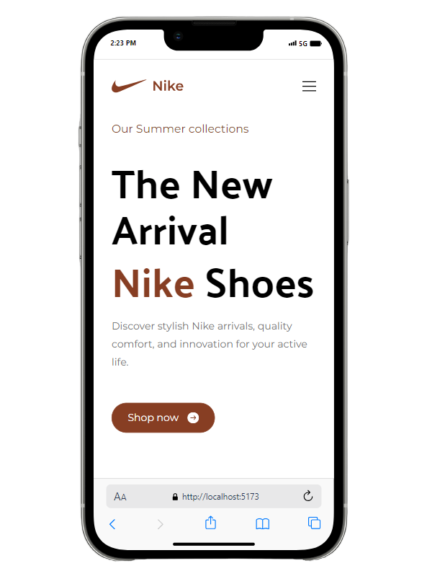 2:23 PM 5G
Nike
Our Summer collections
The New
Arrival
Nike Shoes
Discover stylish Nike arrivals, quality
comfort, and innovation for your active
life.
Shop now
AA http://localhost:5173